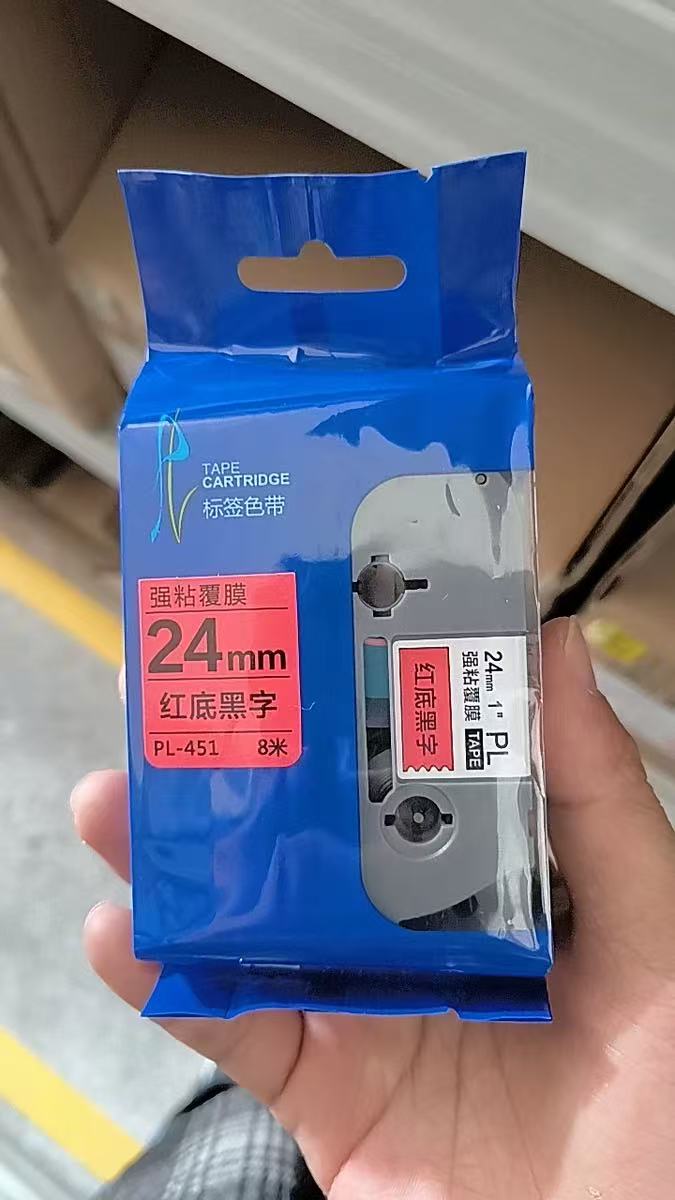 TAPE
CARTRIDGE
标签色带
强粘覆膜
24mm
红底黑字
PL-451 8米
24mm 1" PL
强粘覆膜 TAPE
红底黑字